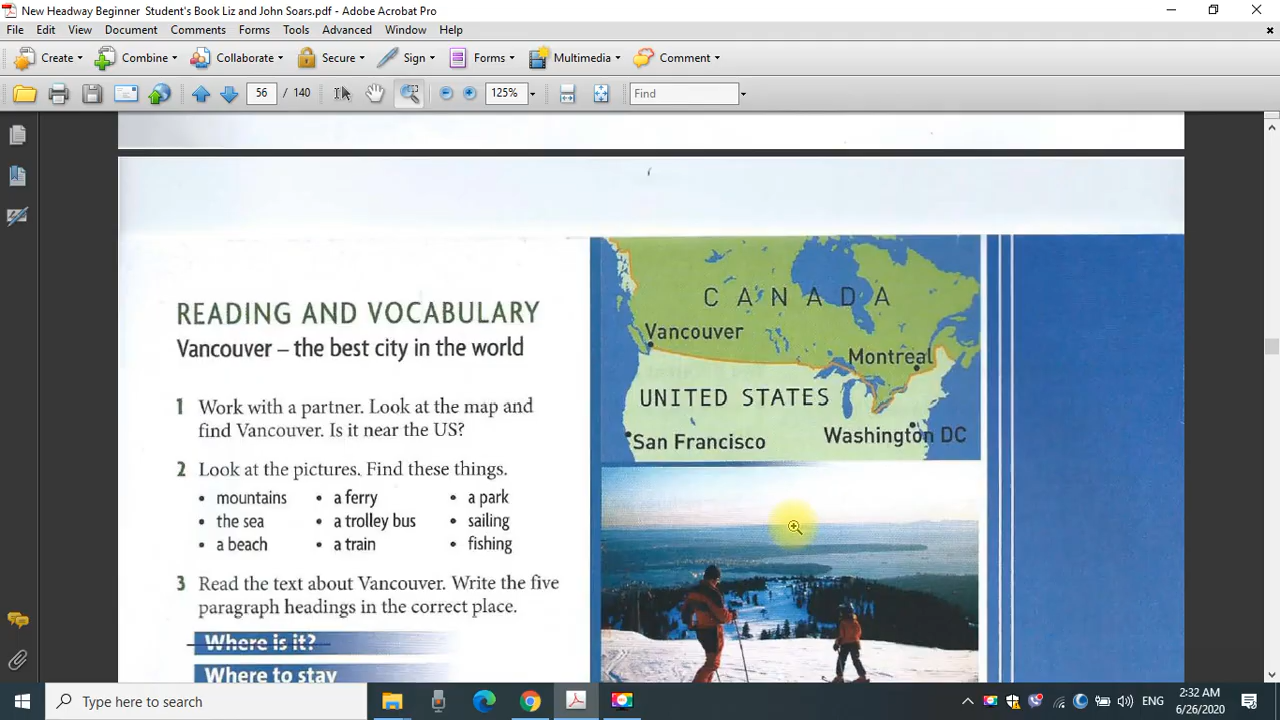 New Headway Beginner Student's Book Liz and John Soars.pdf - Adobe Acrobat Pro
File Edit View Document Comments Forms Tools Advanced Window Help
Create Combine Collaborate Secure Sign Forms Multimedia Comment
56 / 140 125% Find
READING AND VOCABULARY
Vancouver – the best city in the world
1 Work with a partner. Look at the map and
find Vancouver. Is it near the US?
2 Look at the pictures. Find these things.
• mountains • a ferry • a park
• the sea • a trolley bus • sailing
• a beach • a train • fishing
3 Read the text about Vancouver. Write the five
paragraph headings in the correct place.
Where is it?
Where to stay
CANADA
Vancouver
Montreal
UNITED STATES
San Francisco
Washington DC
Type here to search
ENG
2:32 AM
6/26/2020